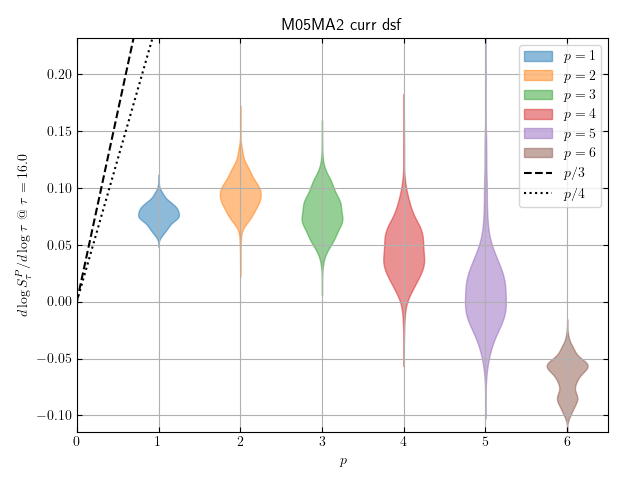 M05MA2 curr dsf
d log S_τ^P / d log τ @ τ = 16.0
0.20
0.15
0.10
0.05
0.00
−0.05
−0.10
0 1 2 3 4 5 6
p
p = 1
p = 2
p = 3
p = 4
p = 5
p = 6
p/3
p/4